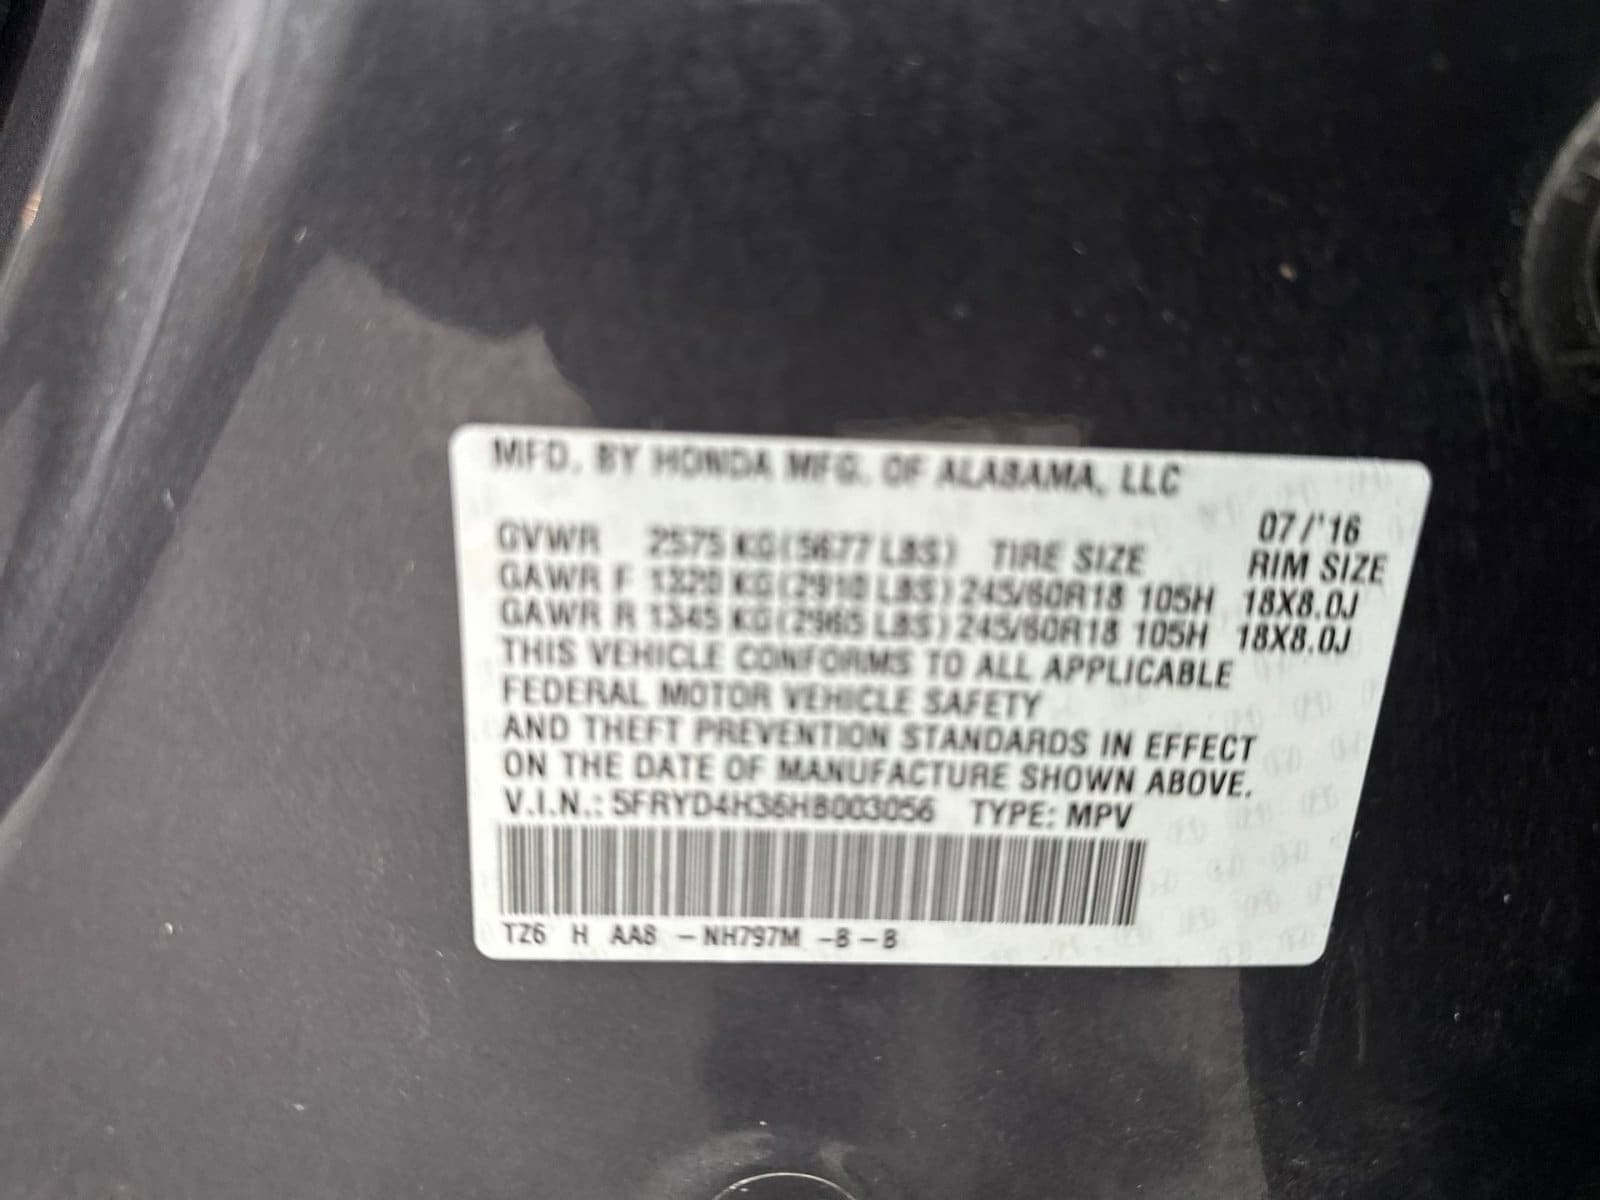 MFD. BY HONDA MFG. OF ALABAMA, LLC
07/'16
GVWR 2575 KG(5677 LBS) TIRE SIZE RIM SIZE
GAWR F 1320 KG(2910 LBS) 245/60R18 105H 18X8.0J
GAWR R 1345 KG(2965 LBS) 245/60R18 105H 18X8.0J
THIS VEHICLE CONFORMS TO ALL APPLICABLE
FEDERAL MOTOR VEHICLE SAFETY
AND THEFT PREVENTION STANDARDS IN EFFECT
ON THE DATE OF MANUFACTURE SHOWN ABOVE.
V.I.N.: 5FRYD4H36HB003056 TYPE: MPV
TZ6 H AA8 -NH797M -B-B